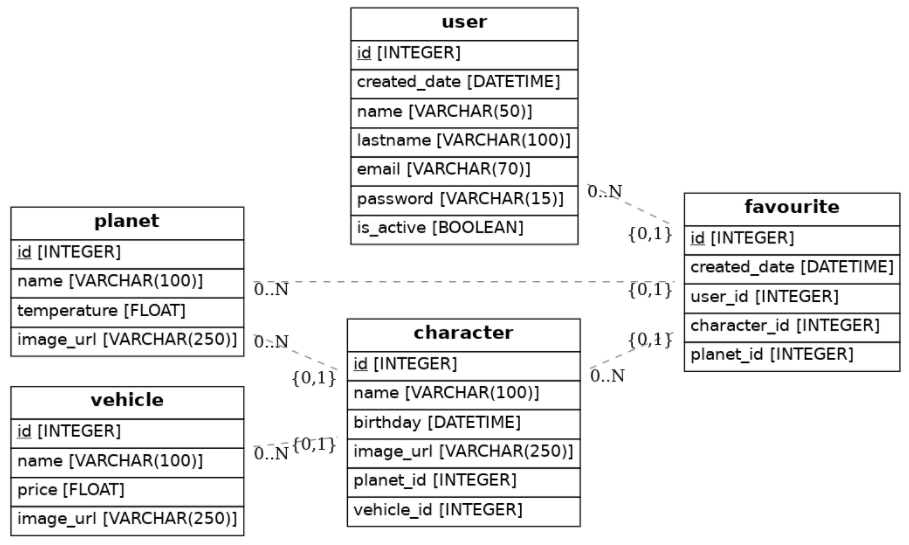 user
id [INTEGER]
created_date [DATETIME]
name [VARCHAR(50)]
lastname [VARCHAR(100)]
email [VARCHAR(70)]
password [VARCHAR(15)]
is_active [BOOLEAN]
0..N
{0,1}
favourite
id [INTEGER]
created_date [DATETIME]
user_id [INTEGER]
character_id [INTEGER]
planet_id [INTEGER]
planet
id [INTEGER]
name [VARCHAR(100)]
temperature [FLOAT]
image_url [VARCHAR(250)]
0..N
{0,1}
0..N
{0,1}
character
id [INTEGER]
name [VARCHAR(100)]
birthday [DATETIME]
image_url [VARCHAR(250)]
planet_id [INTEGER]
vehicle_id [INTEGER]
{0,1}
0..N
vehicle
id [INTEGER]
name [VARCHAR(100)]
price [FLOAT]
image_url [VARCHAR(250)]
0..N
{0,1}